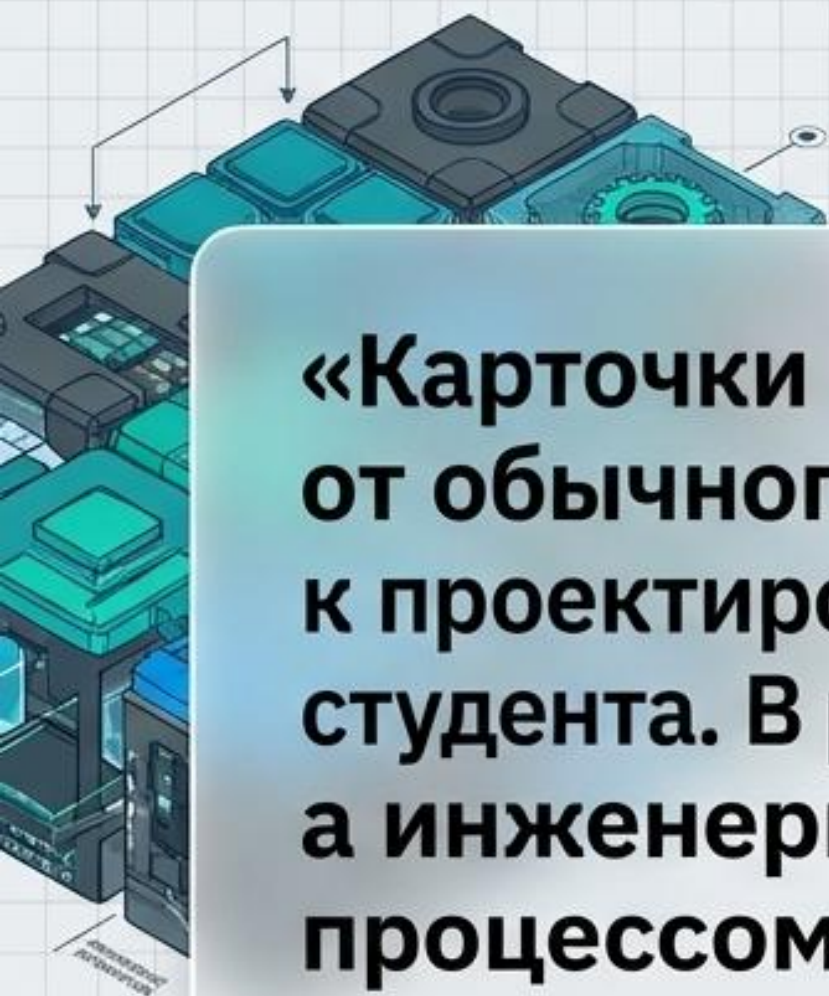 «Карточки
от обычног
к проектиро
студента. В
а инженер
процессом